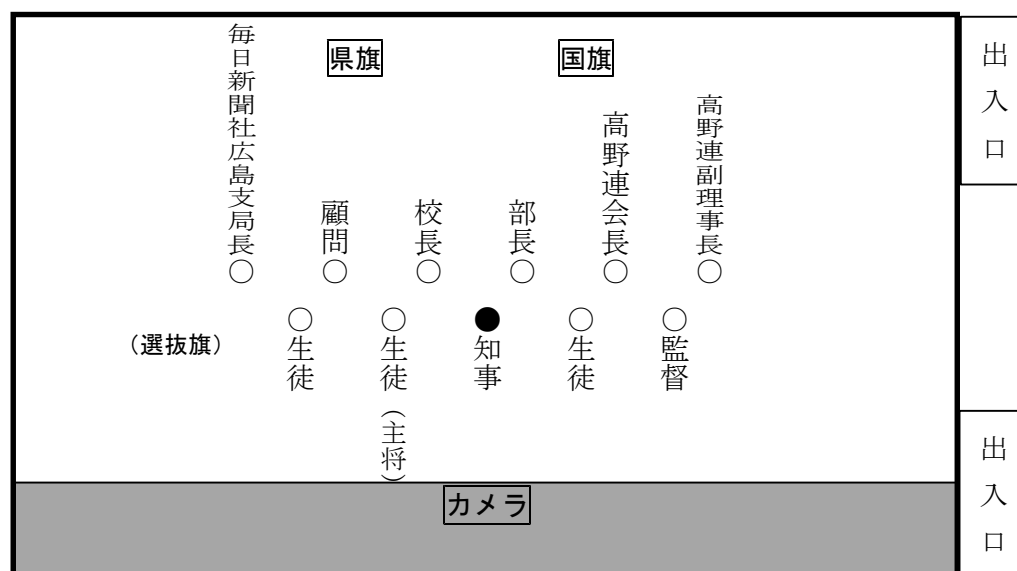 県旗
国旗
毎日新聞社広島支局長○
顧問○
校長○
部長○
高野連会長○
高野連副理事長○
（選抜旗）
○生徒
○生徒（主将）
●知事
○生徒
○監督
カメラ
出入口
出入口